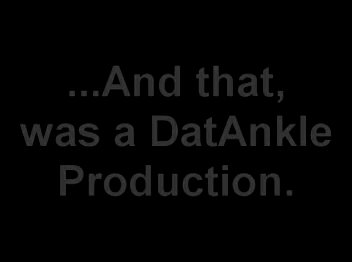 ...And that,
was a DatAnkle
Production.